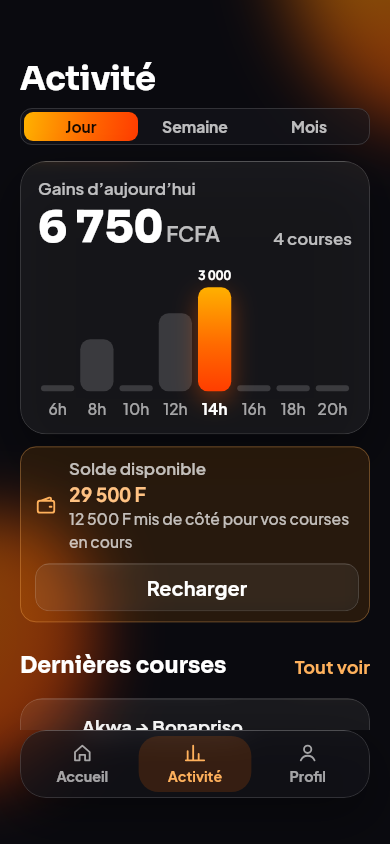 Activité
Jour Semaine Mois
Gains d’aujourd’hui
6 750 FCFA
4 courses
3 000
6h 8h 10h 12h 14h 16h 18h 20h
Solde disponible
29 500 F
12 500 F mis de côté pour vos courses
en cours
Recharger
Dernières courses Tout voir
Akwa → Bonapriso
Accueil Activité Profil